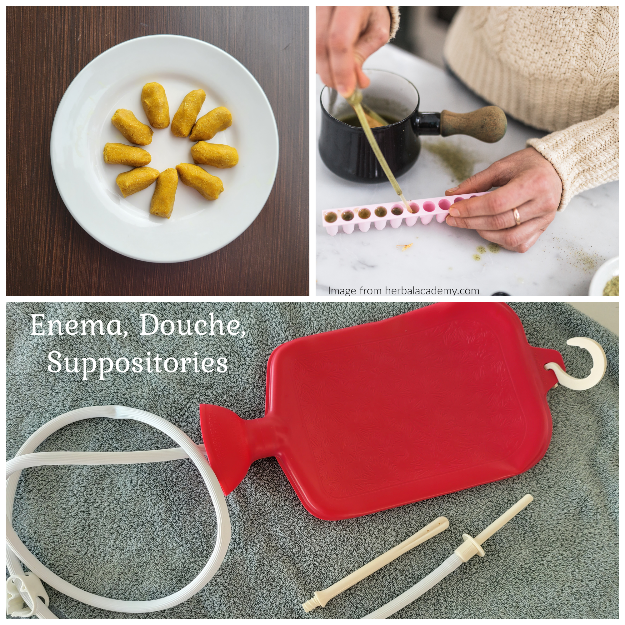 Image from herbalacademy.com
Enema, Douche,
Suppositories